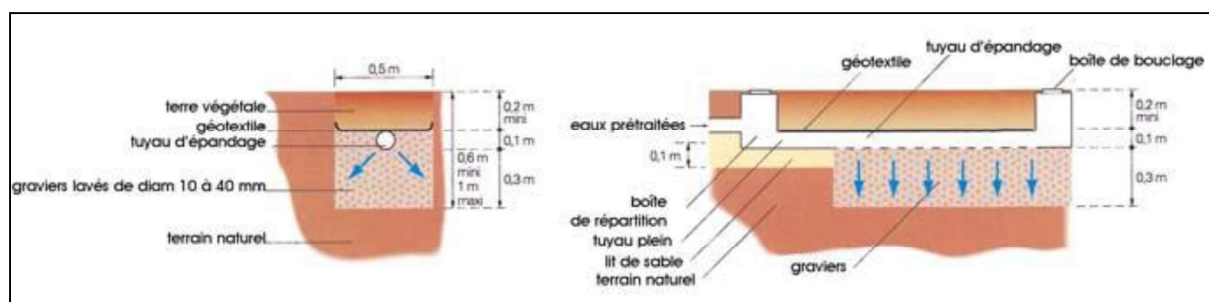 0,5 m
terre végétale
géotextile
tuyau d'épandage
graviers lavés de diam 10 à 40 mm
terrain naturel
0,6 m
mini
1 m
maxi
0,2 m
mini
0,1 m
0,3 m
tuyau d'épandage
géotextile
boîte de bouclage
eaux prétraitées
0,1 m
boîte
de répartition
tuyau plein
lit de sable
terrain naturel
graviers
0,2 m
mini
0,1 m
0,3 m